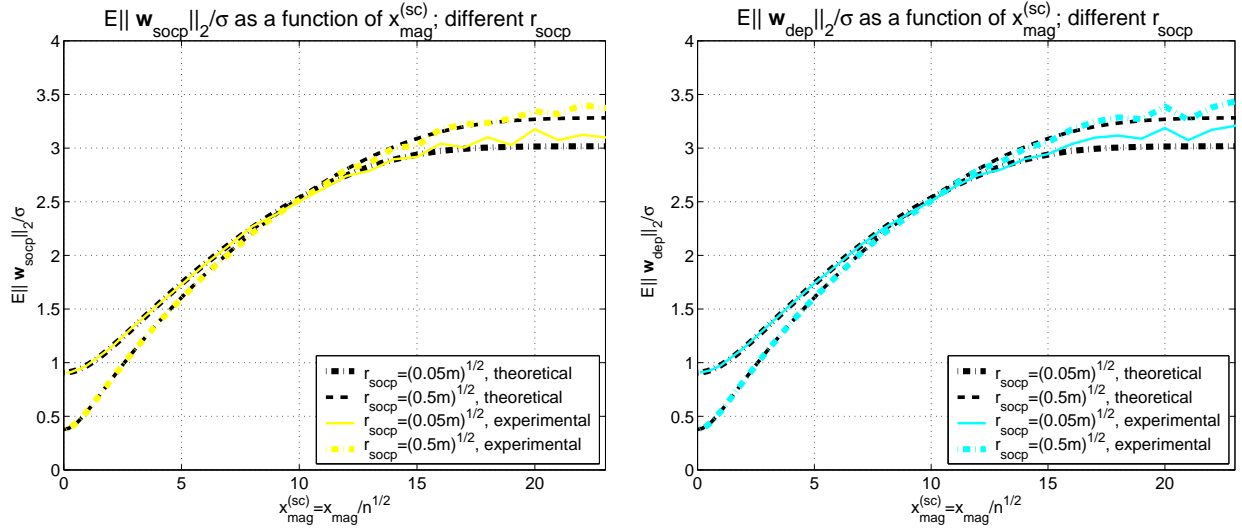 E|| w_socp||_2/σ as a function of x_mag^(sc); different r_socp
4
3.5
3
2.5
2
1.5
1
0.5
0
E|| w_socp||_2/σ
0 5 10 15 20
x_mag^(sc)=x_mag/n^1/2
r_socp=(0.05m)^1/2, theoretical
r_socp=(0.5m)^1/2, theoretical
r_socp=(0.05m)^1/2, experimental
r_socp=(0.5m)^1/2, experimental
E|| w_dep||_2/σ as a function of x_mag^(sc); different r_socp
4
3.5
3
2.5
2
1.5
1
0.5
0
E|| w_dep||_2/σ
0 5 10 15 20
x_mag^(sc)=x_mag/n^1/2
r_socp=(0.05m)^1/2, theoretical
r_socp=(0.5m)^1/2, theoretical
r_socp=(0.05m)^1/2, experimental
r_socp=(0.5m)^1/2, experimental